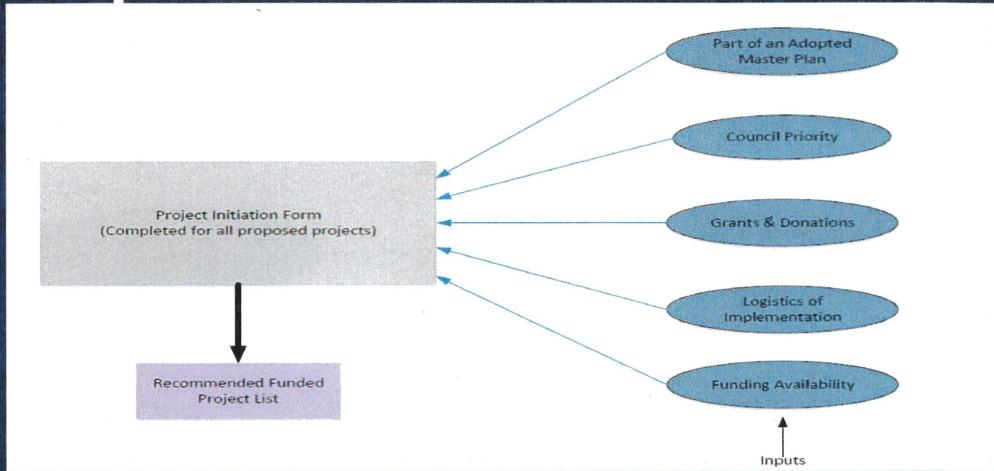 Part of an Adopted
Master Plan
Council Priority
Project Initiation Form
(Completed for all proposed projects)
Grants & Donations
Logistics of
Implementation
Recommended Funded
Project List
Funding Availability
Inputs